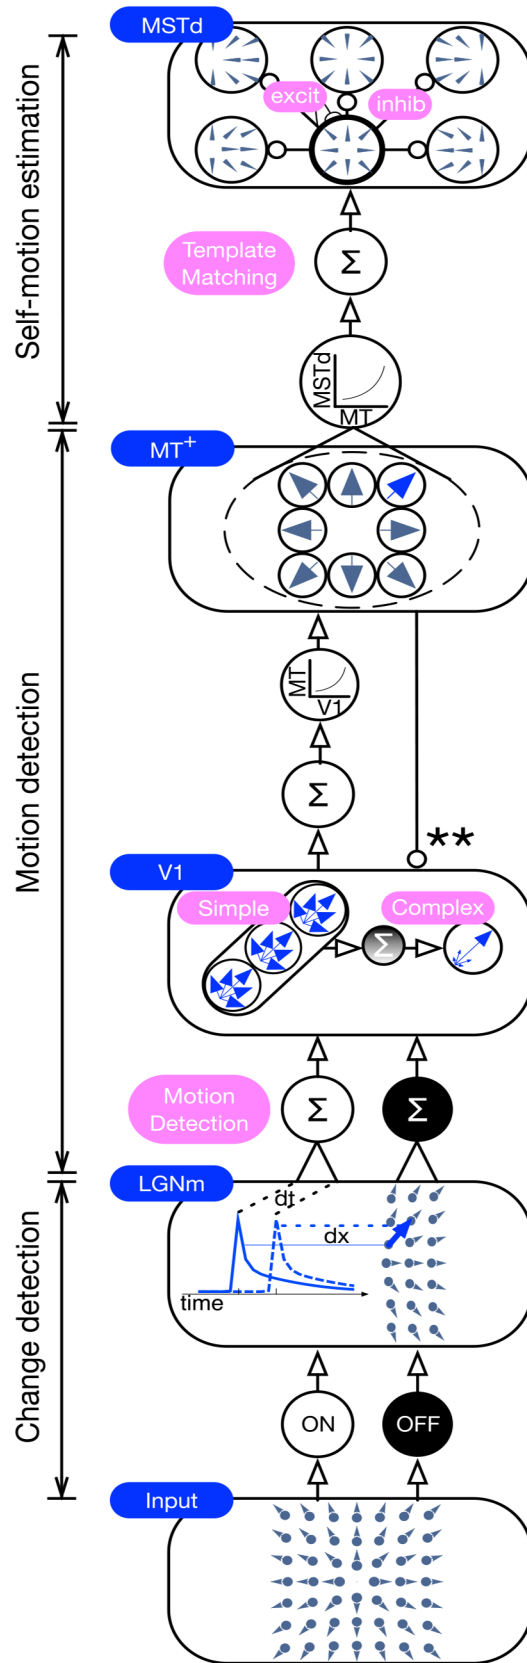 MSTd
excit
inhib
Template
Matching
Σ
Self-motion estimation
MSTd
MT
MT+
MT
V1
Σ
**
Motion detection
V1
Simple
Complex
Σ
Motion
Detection
Σ
Σ
LGNm
dt
dx
time
Change detection
ON
OFF
Input